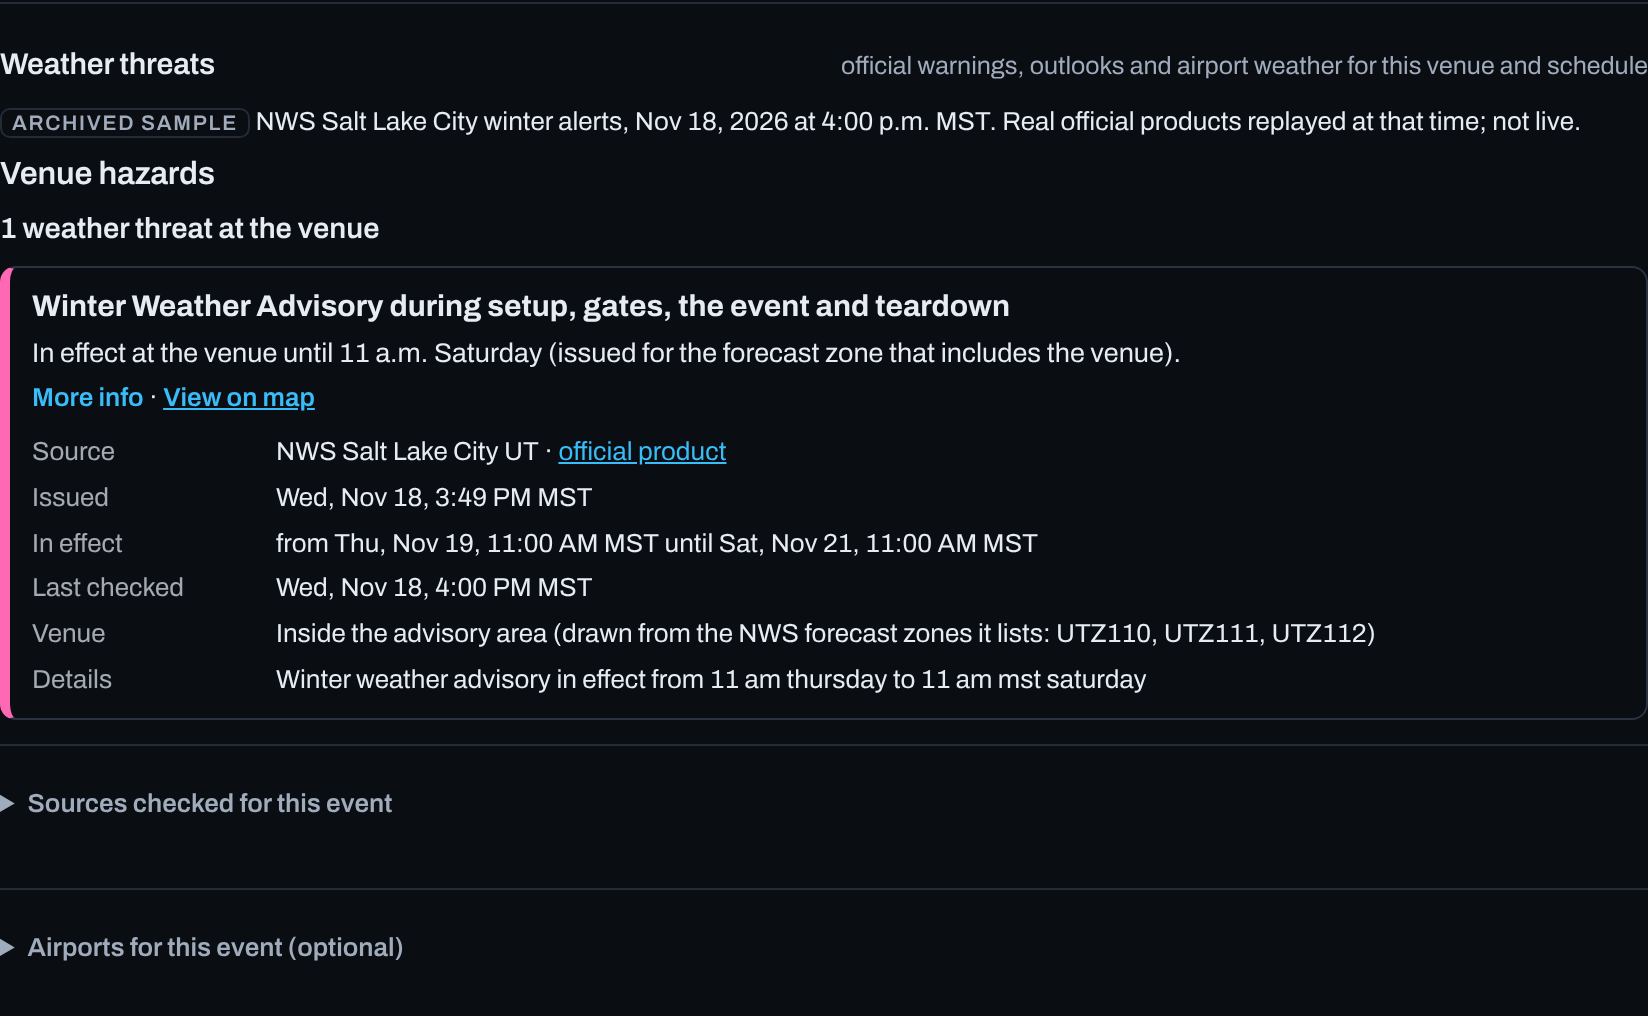 Weather threats
official warnings, outlooks and airport weather for this venue and schedule
ARCHIVED SAMPLE NWS Salt Lake City winter alerts, Nov 18, 2026 at 4:00 p.m. MST. Real official products replayed at that time; not live.
Venue hazards
1 weather threat at the venue
Winter Weather Advisory during setup, gates, the event and teardown
In effect at the venue until 11 a.m. Saturday (issued for the forecast zone that includes the venue).
More info · View on map
Source NWS Salt Lake City UT · official product
Issued Wed, Nov 18, 3:49 PM MST
In effect from Thu, Nov 19, 11:00 AM MST until Sat, Nov 21, 11:00 AM MST
Last checked Wed, Nov 18, 4:00 PM MST
Venue Inside the advisory area (drawn from the NWS forecast zones it lists: UTZ110, UTZ111, UTZ112)
Details Winter weather advisory in effect from 11 am thursday to 11 am mst saturday
Sources checked for this event
Airports for this event (optional)